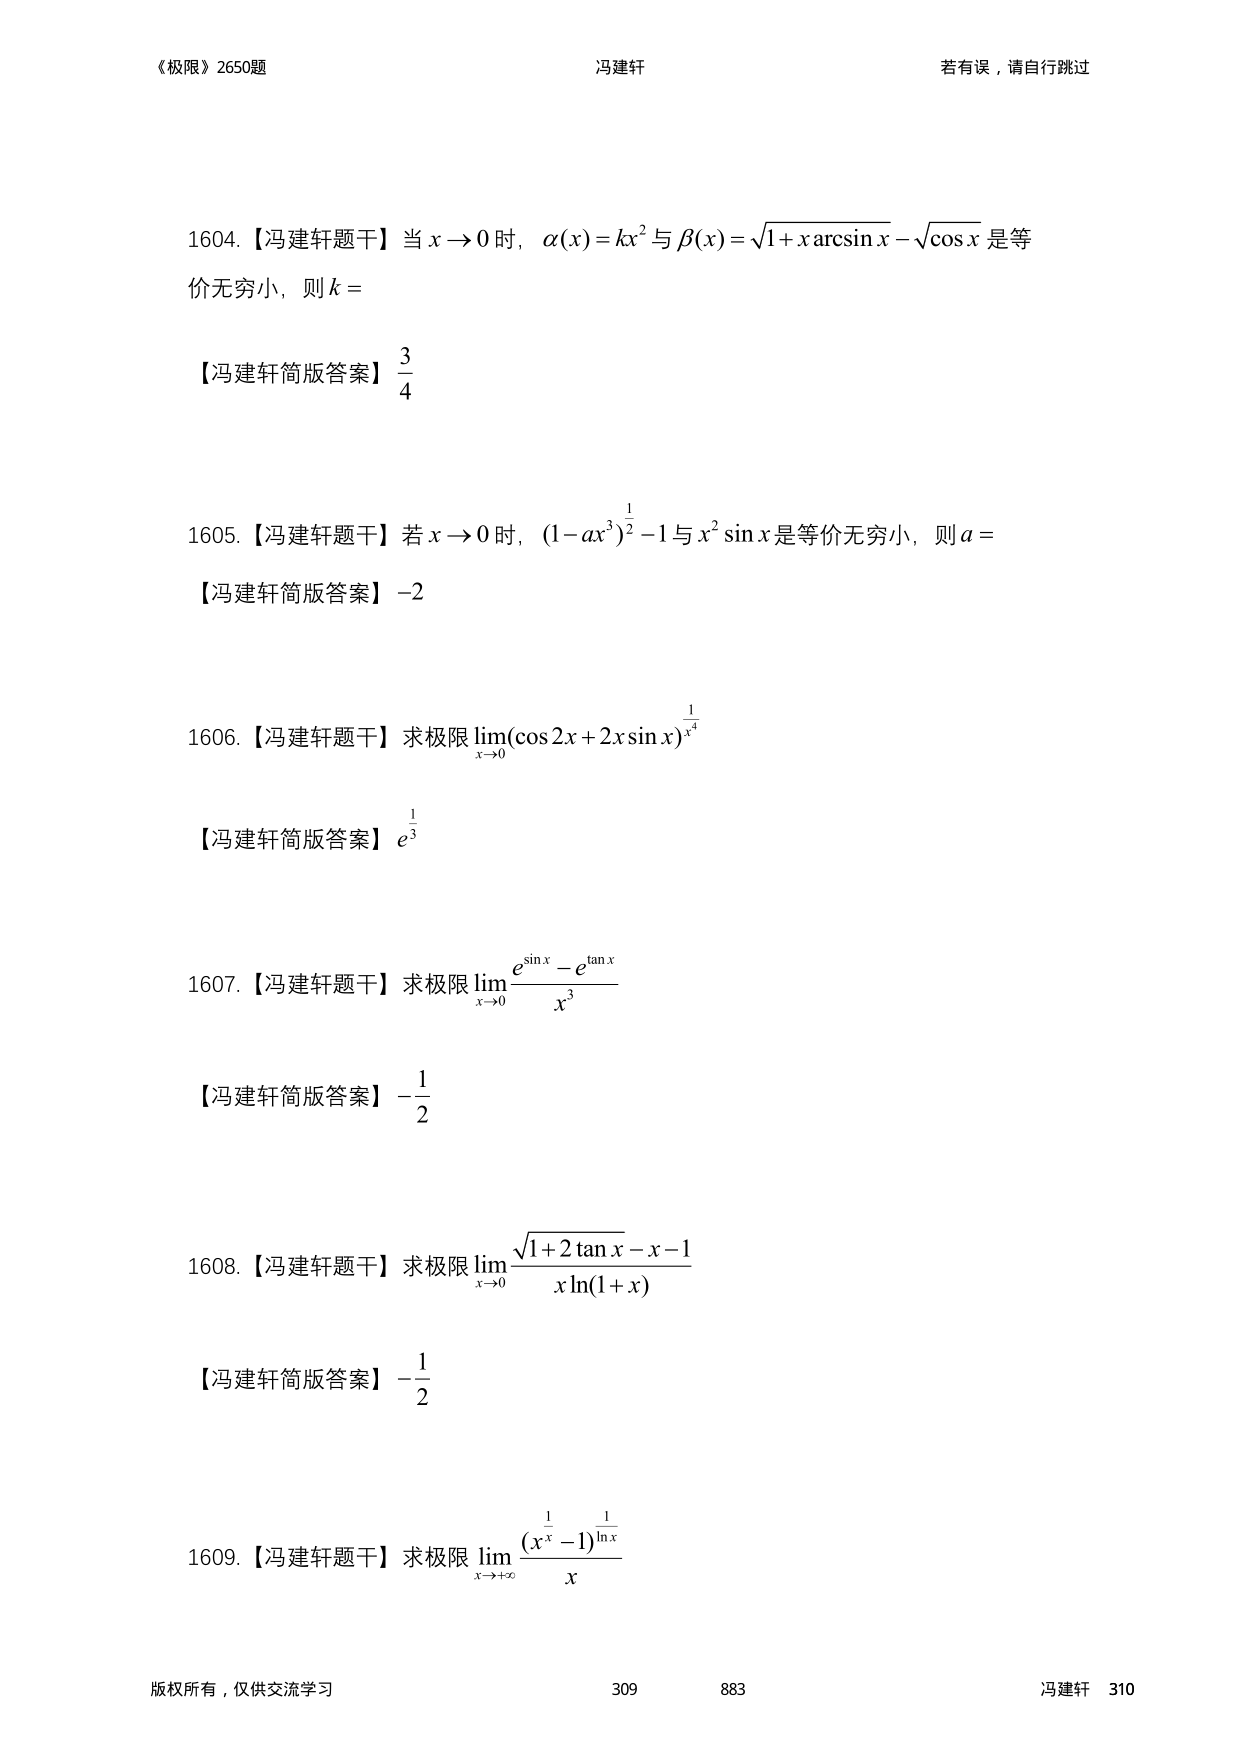 《极限》2650题 冯建轩 若有误，请自行跳过
1604.【冯建轩题干】当 x→0 时， α(x) = kx² 与 β(x) = √(1+x arcsin x) − √(cos x) 是等
价无穷小，则 k =
【冯建轩简版答案】 3/4
1605.【冯建轩题干】若 x→0 时， (1−ax³)^(1/2) −1 与 x² sin x 是等价无穷小，则 a =
【冯建轩简版答案】 −2
1606.【冯建轩题干】求极限 lim_(x→0) (cos 2x + 2x sin x)^(1/x⁴)
【冯建轩简版答案】 e^(1/3)
1607.【冯建轩题干】求极限 lim_(x→0) (e^(sin x) − e^(tan x))/x³
【冯建轩简版答案】 −1/2
1608.【冯建轩题干】求极限 lim_(x→0) (√(1+2 tan x) − x − 1)/(x ln(1+x))
【冯建轩简版答案】 −1/2
1609.【冯建轩题干】求极限 lim_(x→+∞) (x^(1/x) − 1)^(1/ln x)/x
版权所有，仅供交流学习 309 883 冯建轩 310